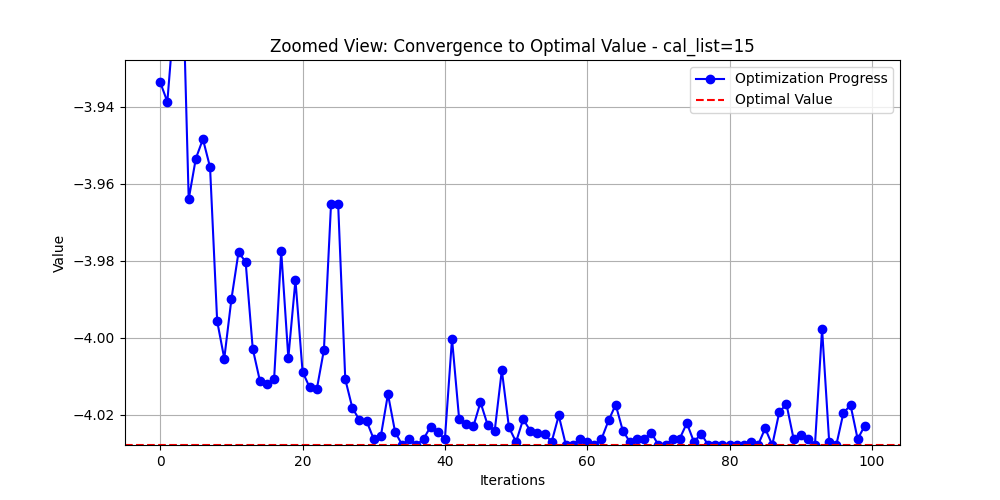 Zoomed View: Convergence to Optimal Value - cal_list=15
Optimization Progress
Optimal Value
−3.94
−3.96
−3.98
−4.00
−4.02
Value
0
20
40
60
80
100
Iterations